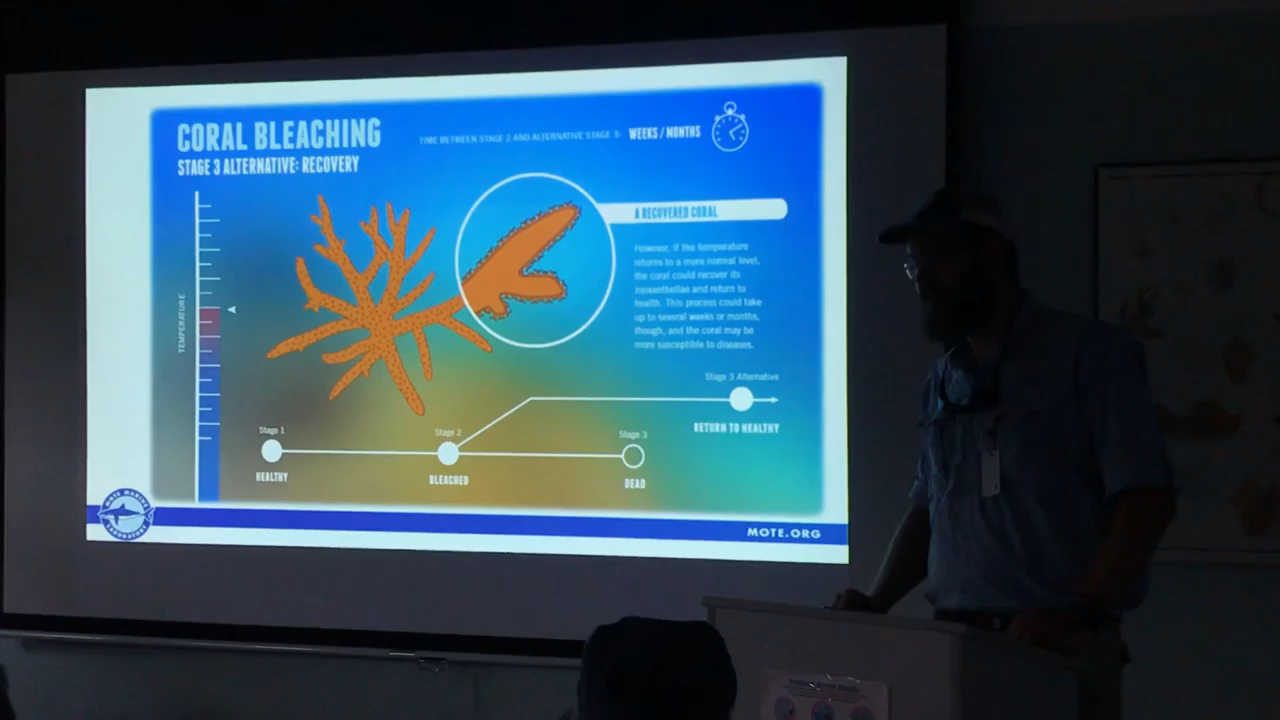 CORAL BLEACHING
STAGE 3 ALTERNATIVE: RECOVERY
TIME BETWEEN STAGE 2 AND ALTERNATIVE STAGE 3: WEEKS / MONTHS
A RECOVERED CORAL
However, if the temperature
returns to a more normal level,
the coral could recover its
zooxanthellae and return to
health. This process could take
up to several weeks or months,
though, and the coral may be
more susceptible to diseases.
TEMPERATURE
Stage 3 Alternative
RETURN TO HEALTHY
Stage 1
HEALTHY
Stage 2
BLEACHED
Stage 3
DEAD
MOTE MARINE
LABORATORY
MOTE.ORG